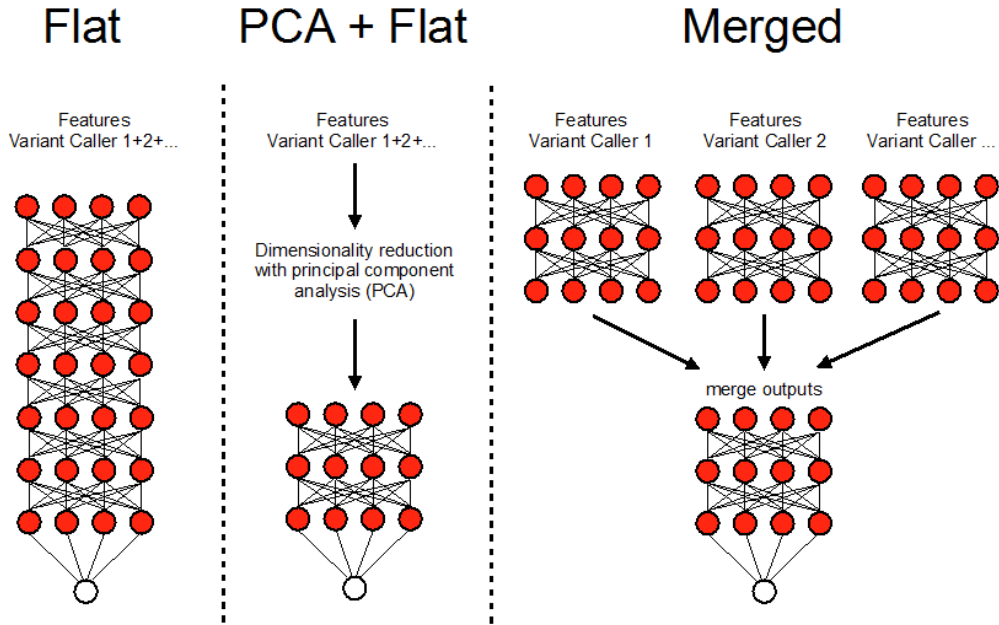 Flat
PCA + Flat
Merged
Features
Variant Caller 1+2+...
Features
Variant Caller 1+2+...
Features
Variant Caller 1
Features
Variant Caller 2
Features
Variant Caller ...
Dimensionality reduction
with principal component
analysis (PCA)
merge outputs